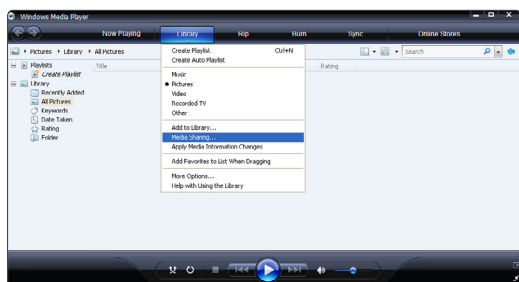 Windows Media Player
Now Playing Library Rip Burn Sync Online Stores
Pictures Library All Pictures
Search
Playlists
Create Playlist
Library
Recently Added
All Pictures
Keywords
Date Taken
Rating
Folder
Title
Rating
Create Playlist Ctrl+N
Create Auto Playlist
Music
Pictures
Video
Recorded TV
Other
Add to Library...
Media Sharing...
Apply Media Information Changes
Add Favorites to List When Dragging
More Options...
Help with Using the Library